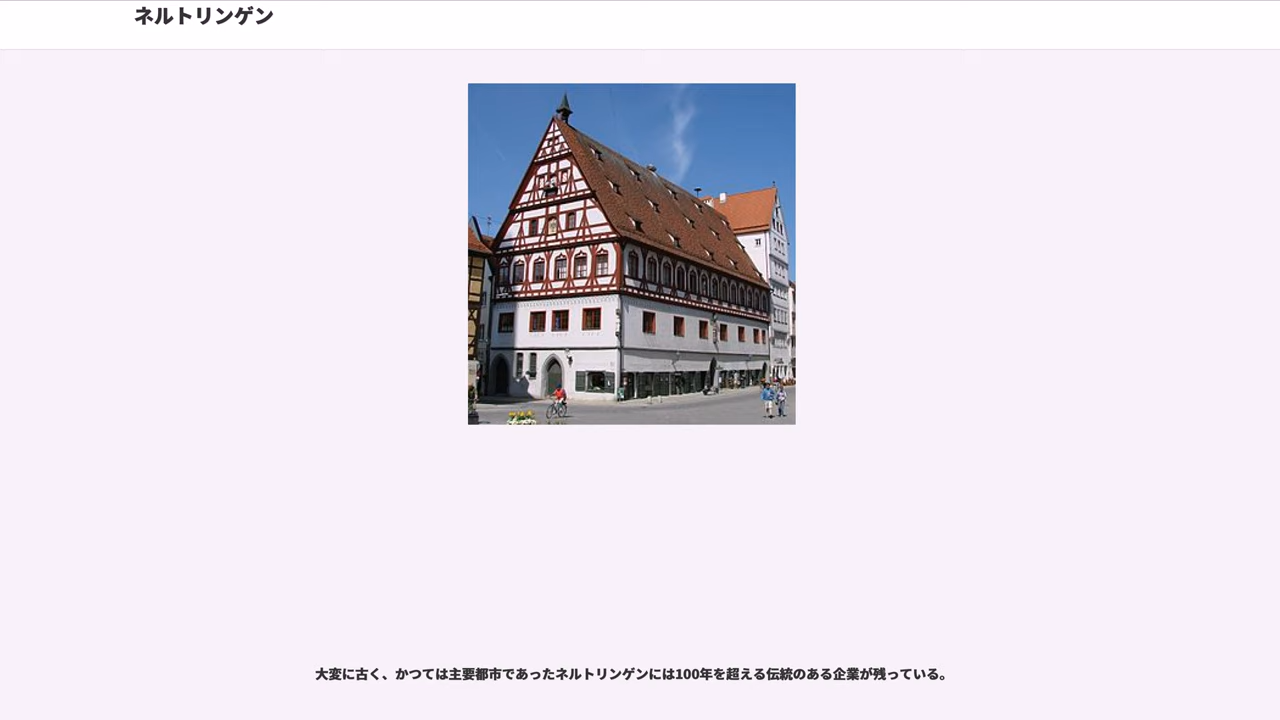 ネルトリンゲン
大変に古く、かつては主要都市であったネルトリンゲンには100年を超える伝統のある企業が残っている。